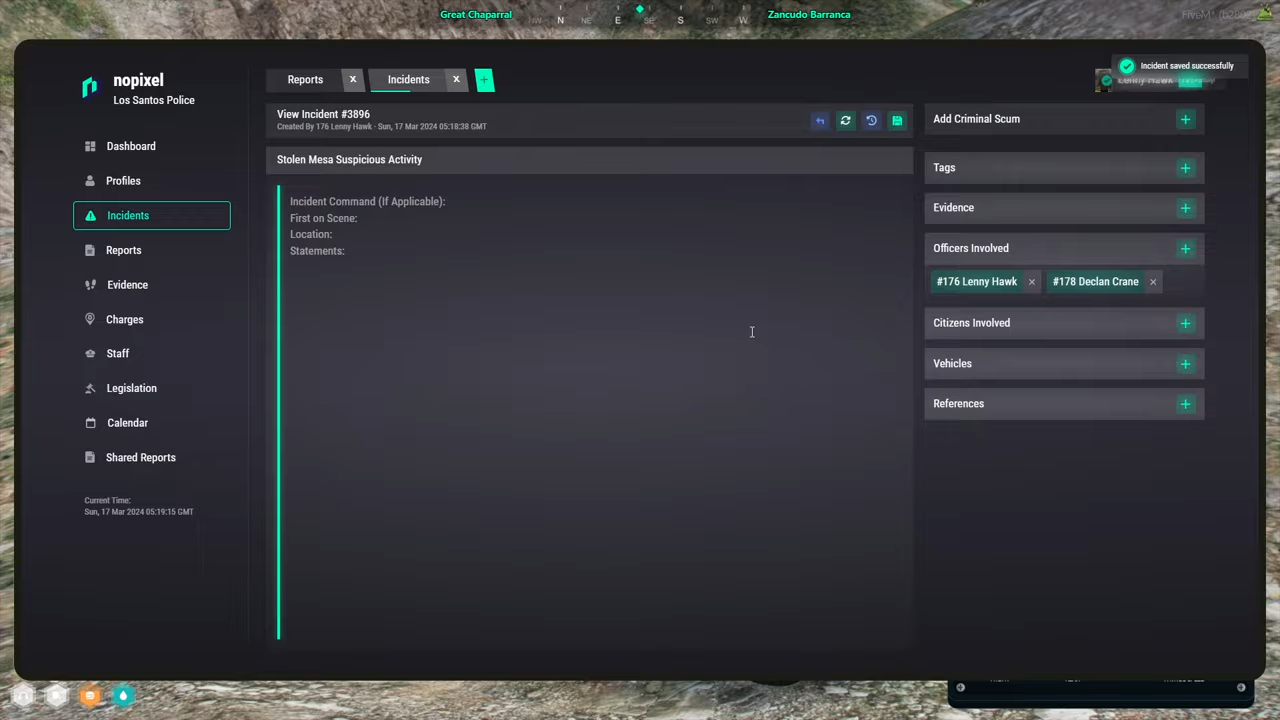 Great Chaparral
SW N NE E SE S SW W
Zancudo Barranca
nopixel
Los Santos Police
Dashboard
Profiles
Incidents
Reports
Evidence
Charges
Staff
Legislation
Calendar
Shared Reports
Current Time:
Sun, 17 Mar 2024 05:19:15 GMT
Reports x Incidents x +
Incident saved successfully
View Incident #3896
Created By 176 Lenny Hawk - Sun, 17 Mar 2024 05:18:38 GMT
Stolen Mesa Suspicious Activity
Incident Command (If Applicable):
First on Scene:
Location:
Statements:
Add Criminal Scum +
Tags +
Evidence +
Officers Involved +
#176 Lenny Hawk × #178 Declan Crane ×
Citizens Involved +
Vehicles +
References +